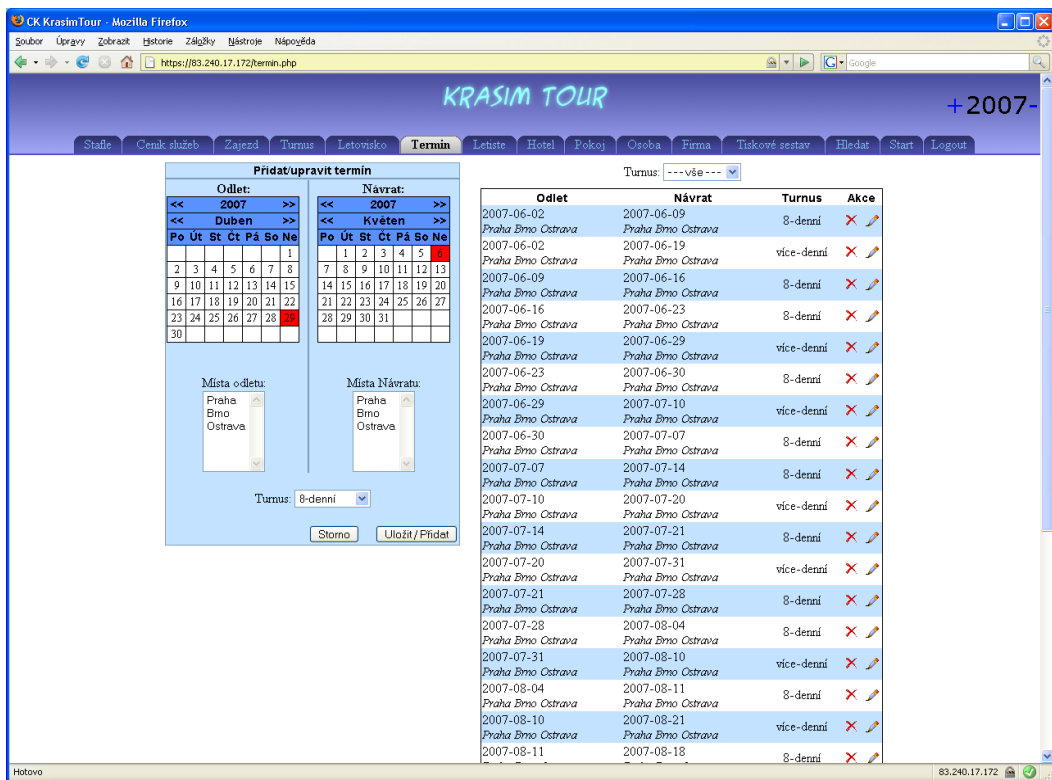 CK KrasimTour - Mozilla Firefox
Soubor Úpravy Zobrazit Historie Záložky Nástroje Nápověda
https://83.240.17.172/termin.php
Google
KRASIM TOUR
+2007-
Stafle Ceník služeb Zajezd Turnus Letovisko Termín Letiste Hotel Pokoj Osoba Firma Tiskové sestav Hledat Start Logout
Přidat/upravit termín
Odlet: Návrat:
<< 2007 >> << 2007 >>
<< Duben >> << Květen >>
Po Út St Čt Pá So Ne Po Út St Čt Pá So Ne
1 1 2 3 4 5 6
2 3 4 5 6 7 8 7 8 9 10 11 12 13
9 10 11 12 13 14 15 14 15 16 17 18 19 20
16 17 18 19 20 21 22 21 22 23 24 25 26 27
23 24 25 26 27 28 29 28 29 30 31
30
Místa odletu: Místa Návratu:
Praha Praha
Brno Brno
Ostrava Ostrava
Turnus: 8-denní
Storno Uložit/Přidat
Turnus: ---vše---
Odlet Návrat Turnus Akce
2007-06-02 2007-06-09 8-denní
Praha Brno Ostrava Praha Brno Ostrava
2007-06-02 2007-06-19 více-denní
Praha Brno Ostrava Praha Brno Ostrava
2007-06-09 2007-06-16 8-denní
Praha Brno Ostrava Praha Brno Ostrava
2007-06-16 2007-06-23 8-denní
Praha Brno Ostrava Praha Brno Ostrava
2007-06-19 2007-06-29 více-denní
Praha Brno Ostrava Praha Brno Ostrava
2007-06-23 2007-06-30 8-denní
Praha Brno Ostrava Praha Brno Ostrava
2007-06-29 2007-07-10 více-denní
Praha Brno Ostrava Praha Brno Ostrava
2007-06-30 2007-07-07 8-denní
Praha Brno Ostrava Praha Brno Ostrava
2007-07-07 2007-07-14 8-denní
Praha Brno Ostrava Praha Brno Ostrava
2007-07-10 2007-07-20 více-denní
Praha Brno Ostrava Praha Brno Ostrava
2007-07-14 2007-07-21 8-denní
Praha Brno Ostrava Praha Brno Ostrava
2007-07-20 2007-07-31 více-denní
Praha Brno Ostrava Praha Brno Ostrava
2007-07-21 2007-07-28 8-denní
Praha Brno Ostrava Praha Brno Ostrava
2007-07-28 2007-08-04 8-denní
Praha Brno Ostrava Praha Brno Ostrava
2007-07-31 2007-08-10 více-denní
Praha Brno Ostrava Praha Brno Ostrava
2007-08-04 2007-08-11 8-denní
Praha Brno Ostrava Praha Brno Ostrava
2007-08-10 2007-08-21 více-denní
Praha Brno Ostrava Praha Brno Ostrava
2007-08-11 2007-08-18 8-denní
Hotovo 83.240.17.172